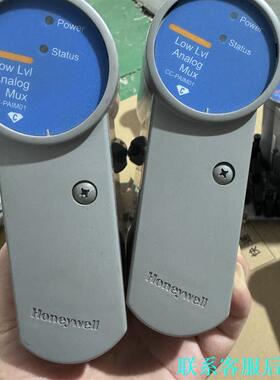 Power
Status
Low Lvl
Analog
Mux
CC-PAIM01
Honeywell
Power
Status
Low Lvl
Analog
Mux
CC-PAIM01
Honeywell
联系客服后